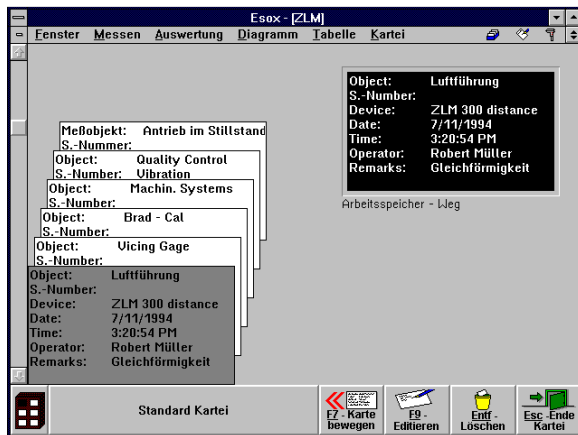 Esox - [ZLM]
Fenster Messen Auswertung Diagramm Tabelle Kartei
Object: Luftführung
S.-Number:
Device: ZLM 300 distance
Date: 7/11/1994
Time: 3:20:54 PM
Operator: Robert Müller
Remarks: Gleichförmigkeit
Arbeitsspeicher - Weg
Meßobjekt: Antrieb im Stillstand
S.-Nummer:
Object: Quality Control
S.-Number: Vibration
Object: Machin. Systems
S.-Number:
Object: Brad - Cal
S.-Number:
Object: Vicing Gage
S.-Number:
Object: Luftführung
S.-Number:
Device: ZLM 300 distance
Date: 7/11/1994
Time: 3:20:54 PM
Operator: Robert Müller
Remarks: Gleichförmigkeit
Standard Kartei
F7 - Karte
bewegen
F9 -
Editieren
Entf -
Löschen
Esc -Ende
Kartei